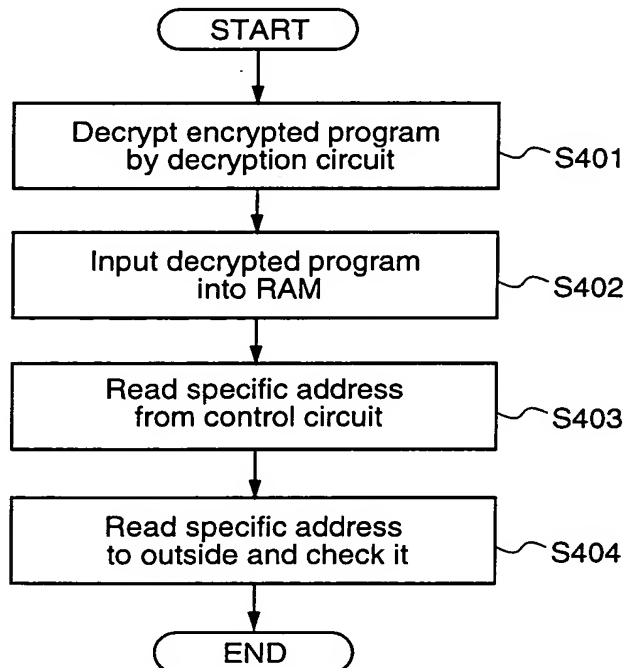 START
Decrypt encrypted program
by decryption circuit
S401
Input decrypted program
into RAM
S402
Read specific address
from control circuit
S403
Read specific address
to outside and check it
S404
END